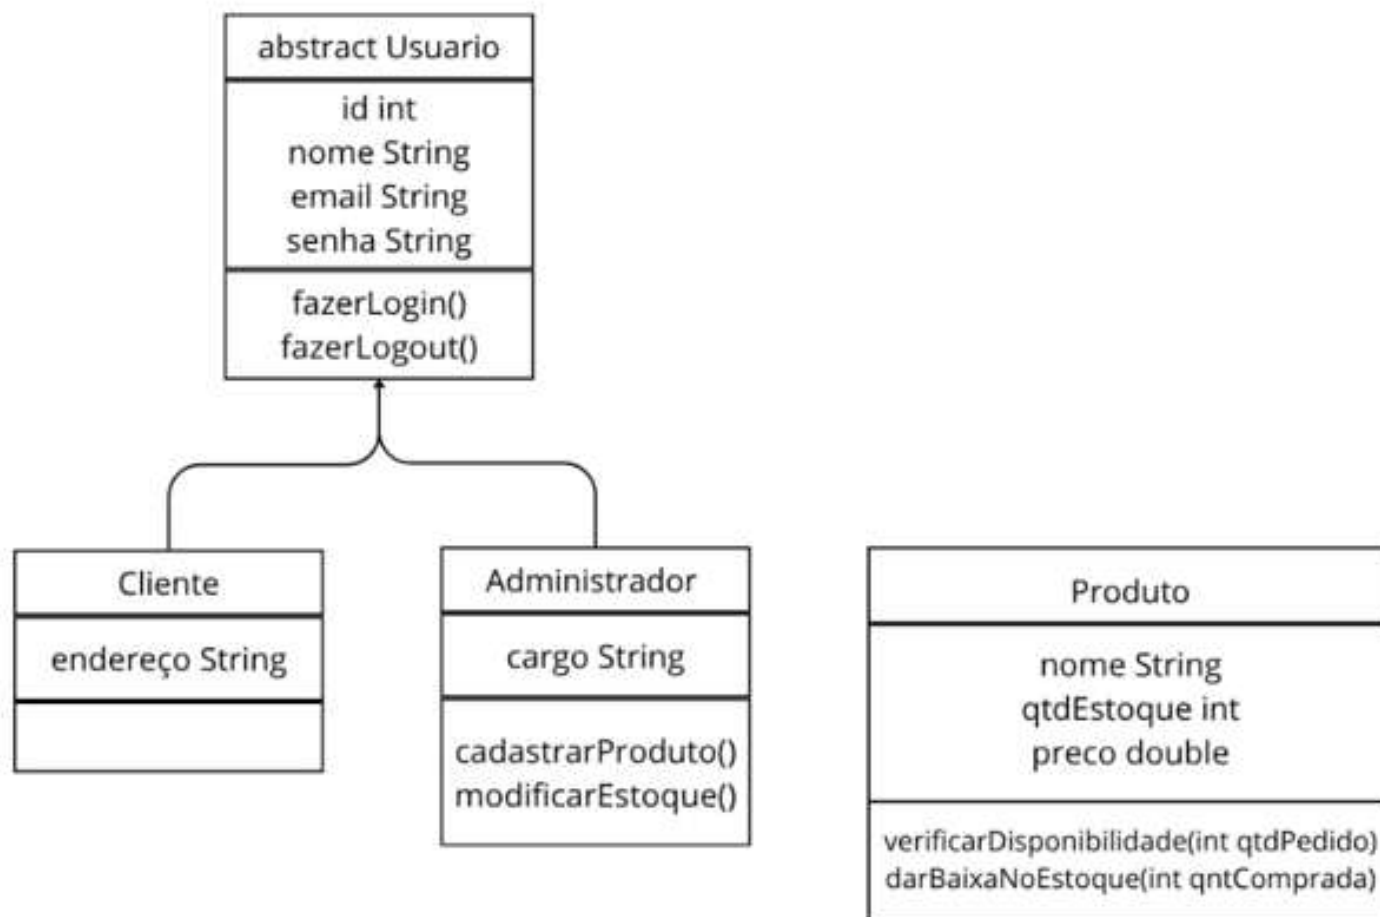 abstract Usuario
id int
nome String
email String
senha String
fazerLogin()
fazerLogout()
Cliente
endereço String
Administrador
cargo String
cadastrarProduto()
modificarEstoque()
Produto
nome String
qtdEstoque int
preco double
verificarDisponibilidade(int qtdPedido)
darBaixaNoEstoque(int qntComprada)